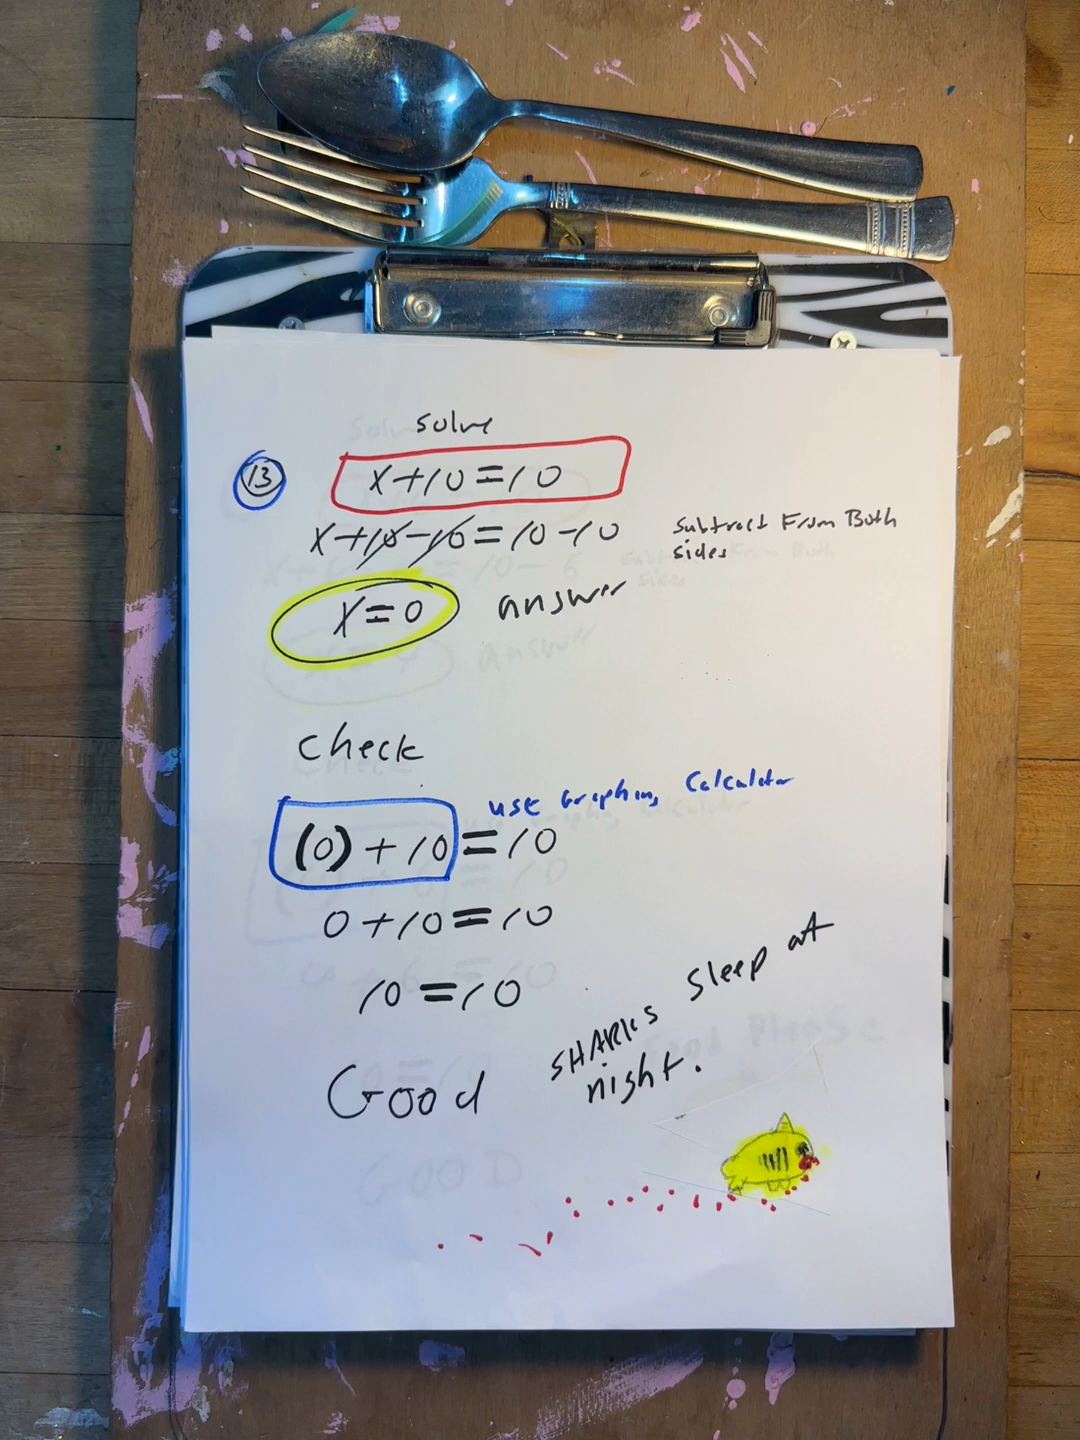 solve
13
x+10=10
x+10-10=10-10
Subtract From Both
sides
x=0 answer
check
use Graphing Calculator
(0)+10=10
0+10=10
10=10
Good
SHARKS Sleep at
night.